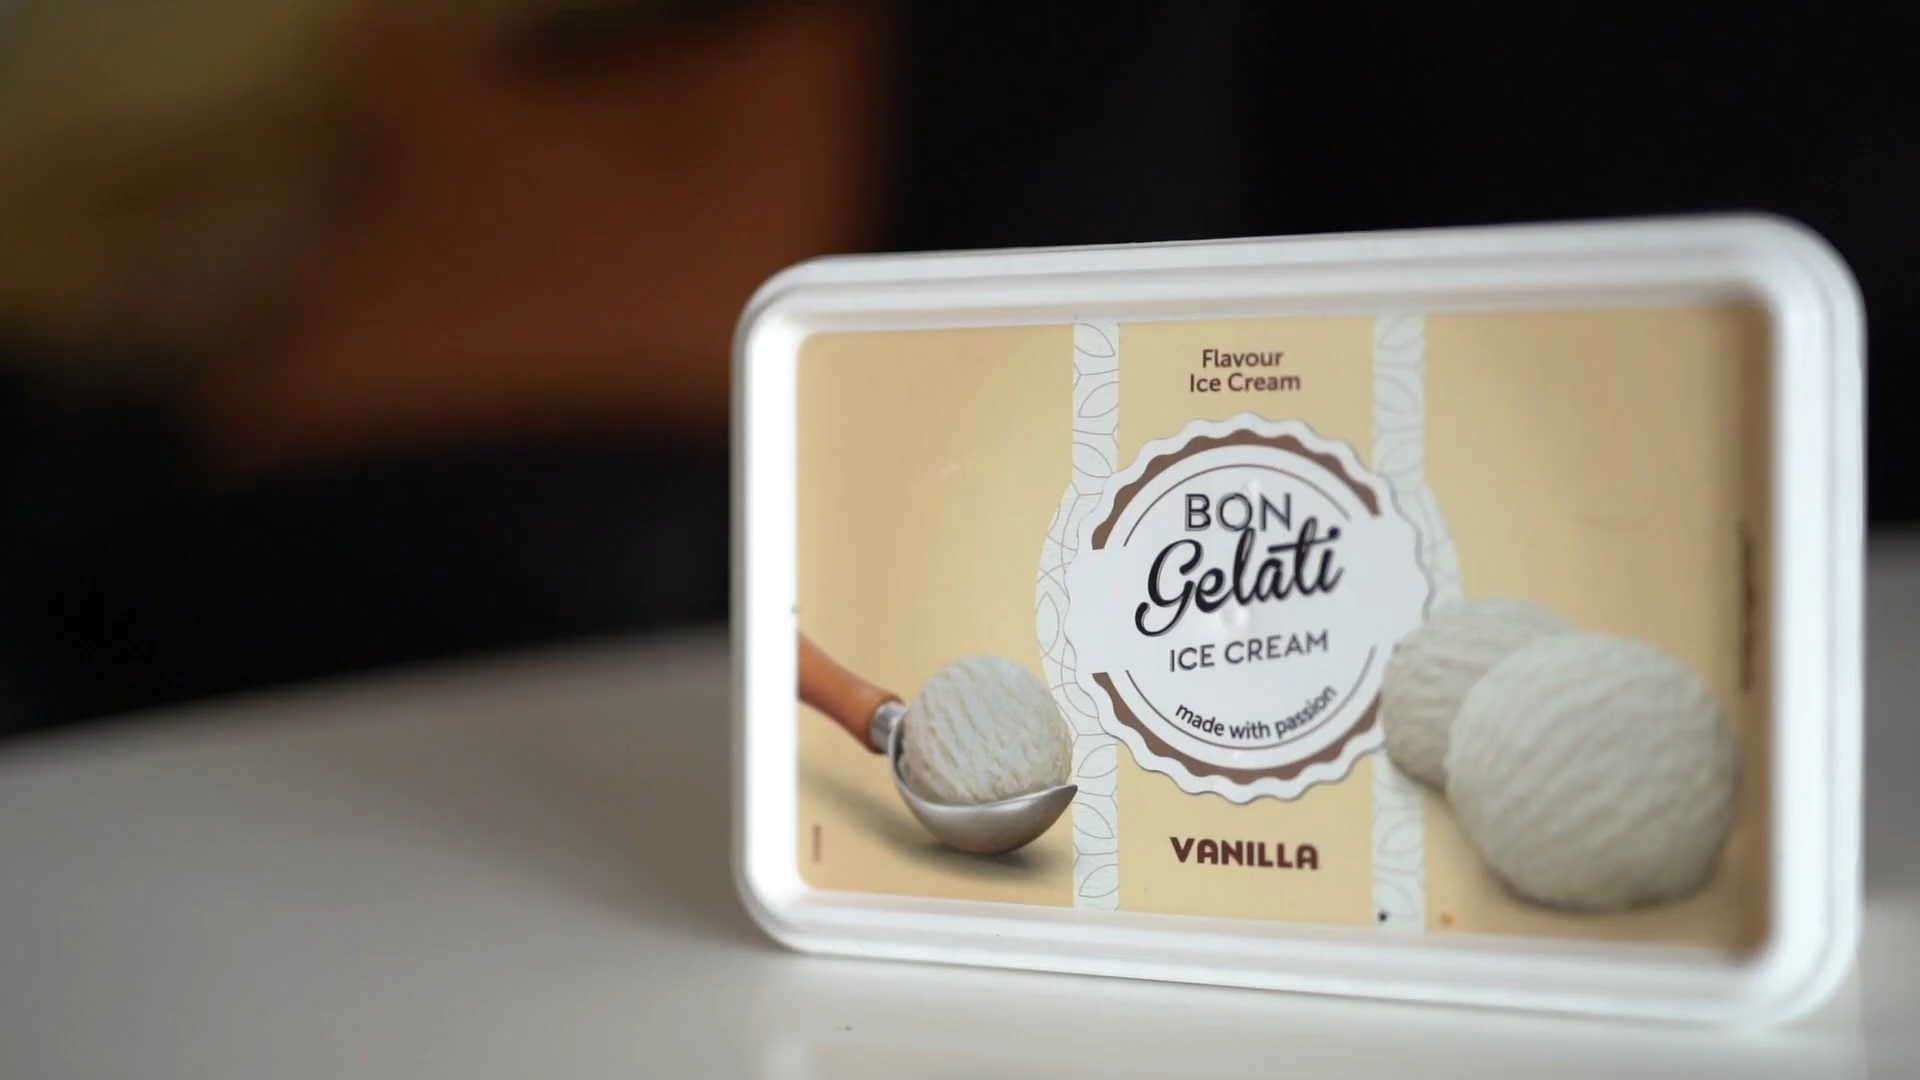 Flavour
Ice Cream
BON
Gelati
ICE CREAM
made with passion
VANILLA